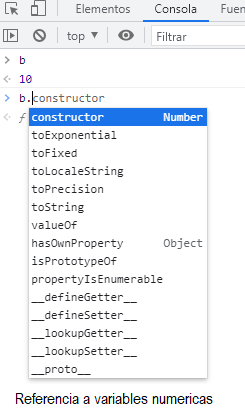 Elementos
Consola
Fuen
top
Filtrar
b
10
b.constructor
f
constructor Number
toExponential
toFixed
toLocaleString
toPrecision
toString
valueOf
hasOwnProperty Object
isPrototypeOf
propertyIsEnumerable
__defineGetter__
__defineSetter__
__lookupGetter__
__lookupSetter__
__proto__
Referencia a variables numericas